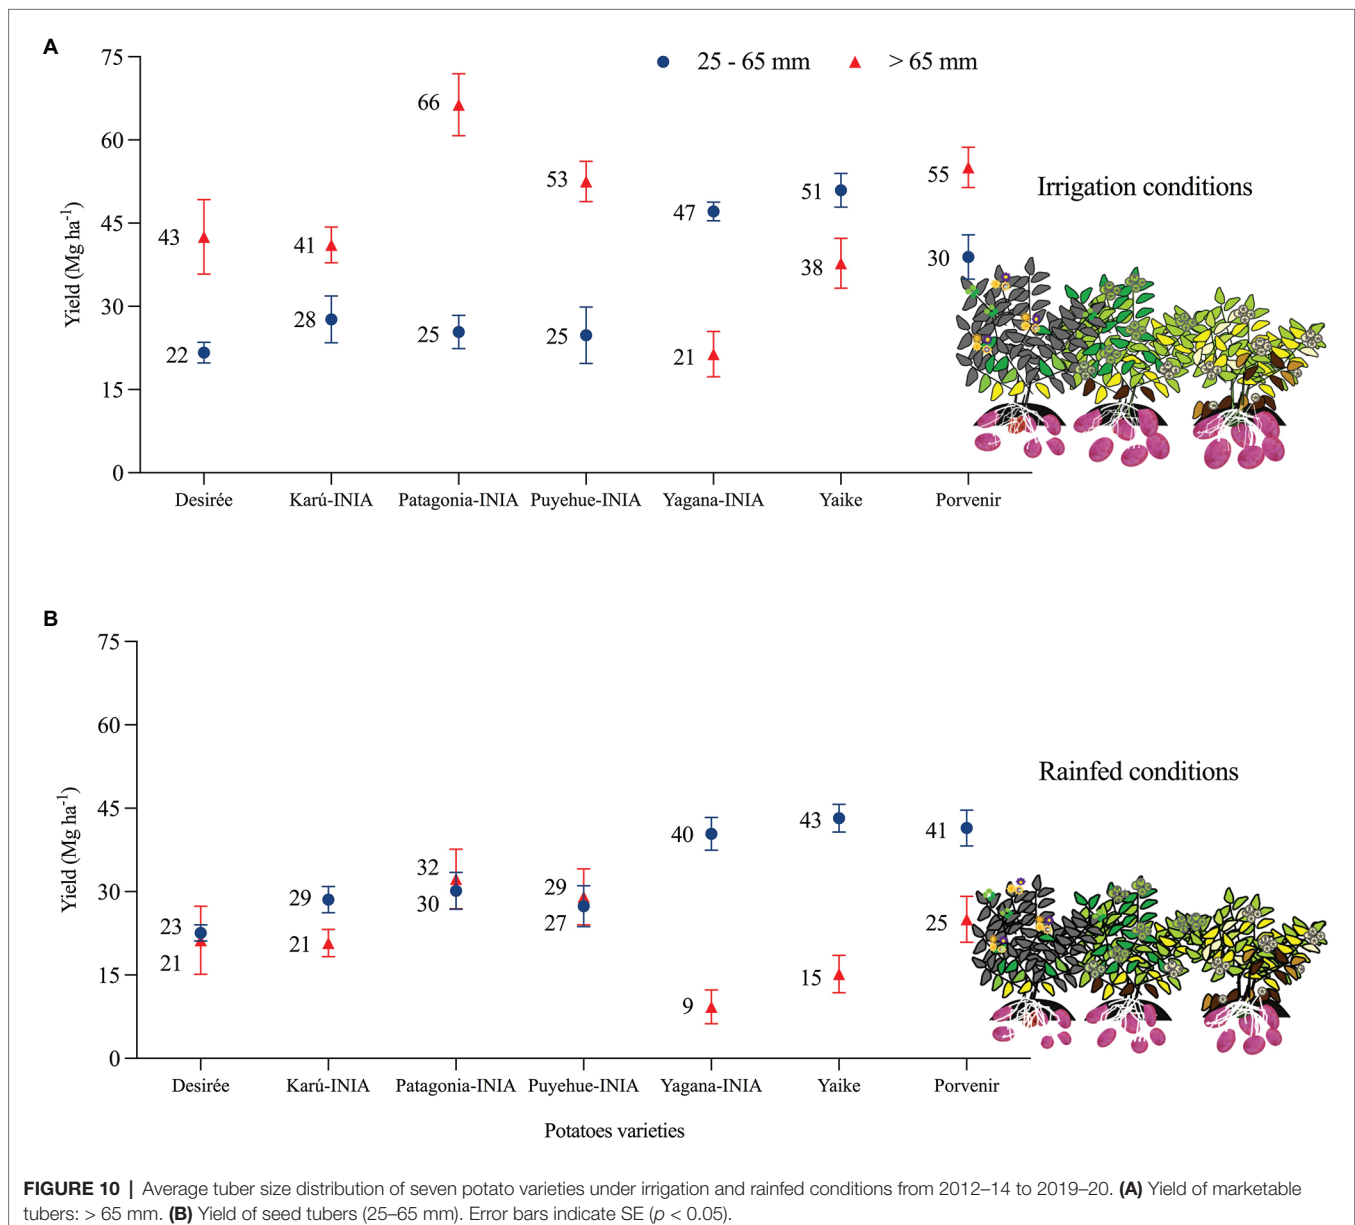 A
25 - 65 mm
> 65 mm
Irrigation conditions
Yield (Mg ha⁻¹)
75
60
45
30
15
0
43
22
41
28
66
25
53
25
47
21
51
38
55
30
Desirée
Karú-INIA
Patagonia-INIA
Puyehue-INIA
Yagana-INIA
Yaike
Porvenir
B
Rainfed conditions
Yield (Mg ha⁻¹)
75
60
45
30
15
0
23
21
29
21
32
30
29
27
40
9
43
15
41
25
Desirée
Karú-INIA
Patagonia-INIA
Puyehue-INIA
Yagana-INIA
Yaike
Porvenir
Potatoes varieties
FIGURE 10 | Average tuber size distribution of seven potato varieties under irrigation and rainfed conditions from 2012–14 to 2019–20. (A) Yield of marketable
tubers: > 65 mm. (B) Yield of seed tubers (25–65 mm). Error bars indicate SE (p < 0.05).